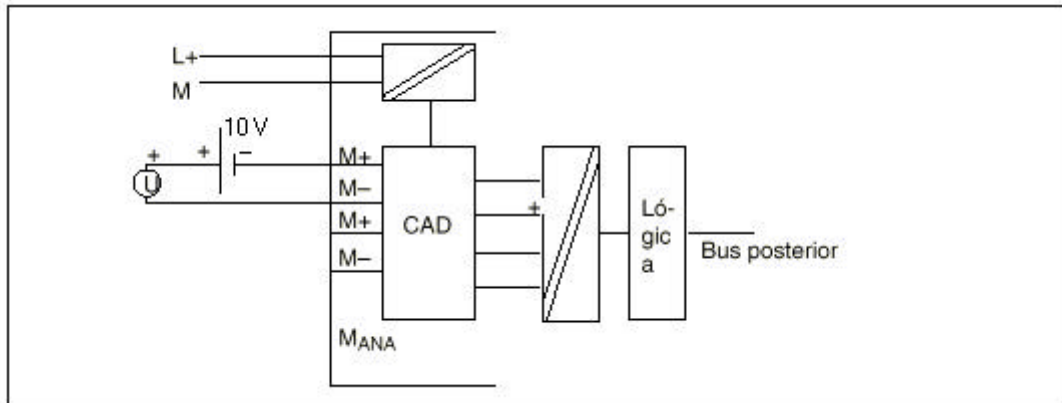 L+
M
10 V
+
+
−
U
M+
M−
M+
M−
CAD
+
Ló-
gic
a
Bus posterior
MANA